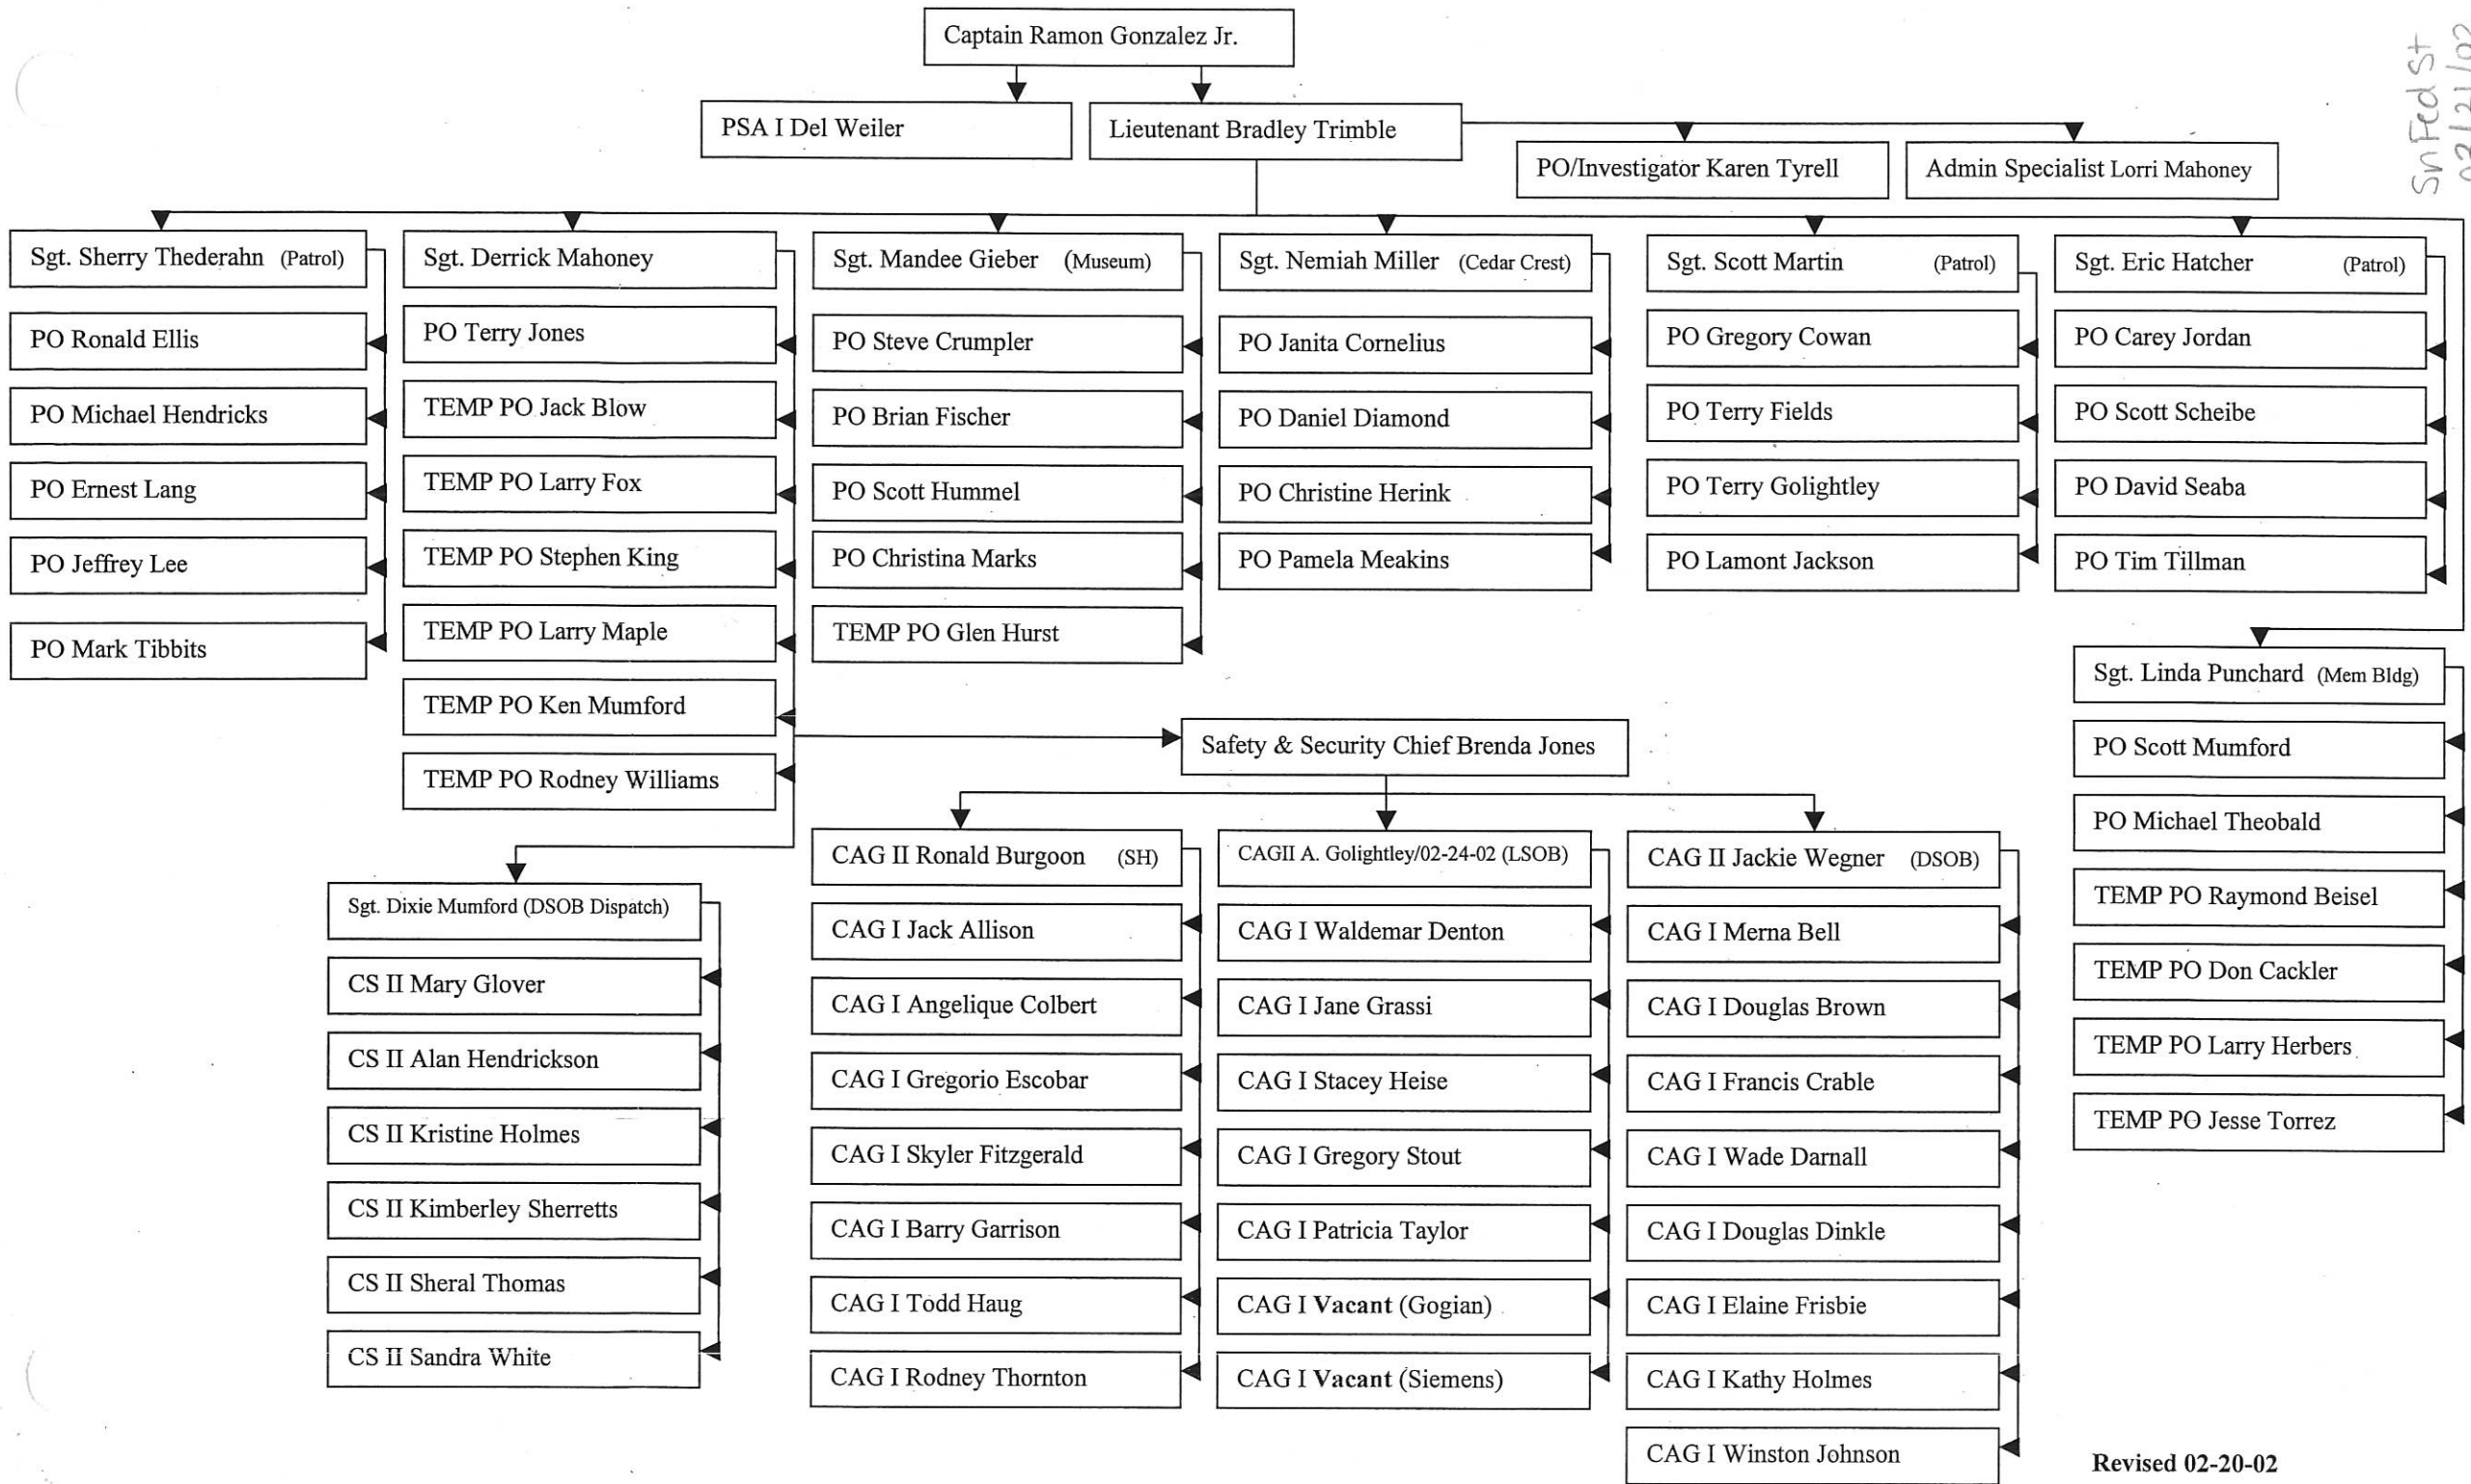 Captain Ramon Gonzalez Jr.
Sn Fed St
PSA I Del Weiler
Lieutenant Bradley Trimble
PO/Investigator Karen Tyrell
Admin Specialist Lorri Mahoney
Sgt. Sherry Thederahn (Patrol)
PO Ronald Ellis
PO Michael Hendricks
PO Ernest Lang
PO Jeffrey Lee
PO Mark Tibbits
Sgt. Derrick Mahoney
PO Terry Jones
TEMP PO Jack Blow
TEMP PO Larry Fox
TEMP PO Stephen King
TEMP PO Larry Maple
TEMP PO Ken Mumford
TEMP PO Rodney Williams
Sgt. Mandee Gieber (Museum)
PO Steve Crumpler
PO Brian Fischer
PO Scott Hummel
PO Christina Marks
TEMP PO Glen Hurst
Sgt. Nemiah Miller (Cedar Crest)
PO Janita Cornelius
PO Daniel Diamond
PO Christine Herink
PO Pamela Meakins
Sgt. Scott Martin (Patrol)
PO Gregory Cowan
PO Terry Fields
PO Terry Golightley
PO Lamont Jackson
Sgt. Eric Hatcher (Patrol)
PO Carey Jordan
PO Scott Scheibe
PO David Seaba
PO Tim Tillman
Sgt. Linda Punchard (Mem Bldg)
PO Scott Mumford
PO Michael Theobald
TEMP PO Raymond Beisel
TEMP PO Don Cackler
TEMP PO Larry Herbers
TEMP PO Jesse Torrez
Safety & Security Chief Brenda Jones
Sgt. Dixie Mumford (DSOB Dispatch)
CS II Mary Glover
CS II Alan Hendrickson
CS II Kristine Holmes
CS II Kimberley Sherretts
CS II Sheral Thomas
CS II Sandra White
CAG II Ronald Burgoon (SH)
CAG I Jack Allison
CAG I Angelique Colbert
CAG I Gregorio Escobar
CAG I Skyler Fitzgerald
CAG I Barry Garrison
CAG I Todd Haug
CAG I Rodney Thornton
CAGII A. Golightley/02-24-02 (LSOB)
CAG I Waldemar Denton
CAG I Jane Grassi
CAG I Stacey Heise
CAG I Gregory Stout
CAG I Patricia Taylor
CAG I Vacant (Gogian)
CAG I Vacant (Siemens)
CAG II Jackie Wegner (DSOB)
CAG I Merna Bell
CAG I Douglas Brown
CAG I Francis Crable
CAG I Wade Darnall
CAG I Douglas Dinkle
CAG I Elaine Frisbie
CAG I Kathy Holmes
CAG I Winston Johnson
Revised 02-20-02